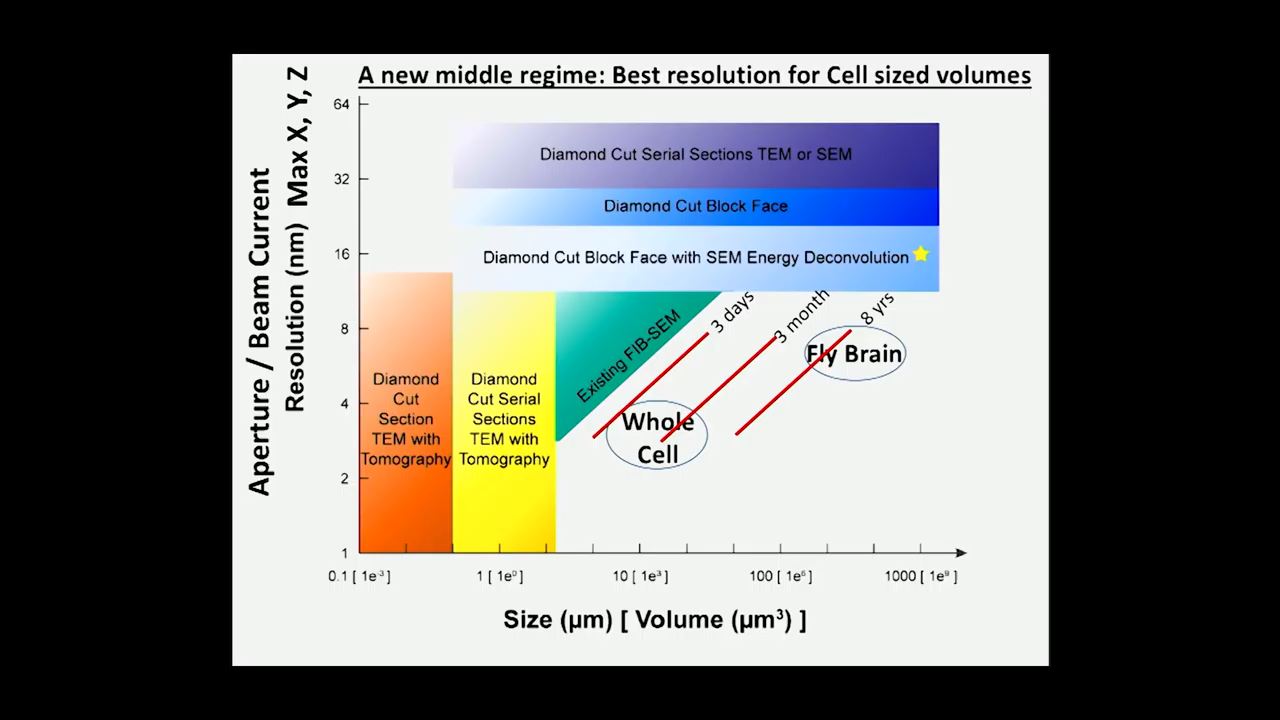 A new middle regime: Best resolution for Cell sized volumes
Aperture / Beam Current
Resolution (nm) Max X, Y, Z
64
32
16
8
4
2
1
Diamond Cut Serial Sections TEM or SEM
Diamond Cut Block Face
Diamond Cut Block Face with SEM Energy Deconvolution
Existing FIB-SEM
3 days
3 month
8 yrs
Fly Brain
Whole
Cell
Diamond
Cut
Section
TEM with
Tomography
Diamond
Cut Serial
Sections
TEM with
Tomography
0.1 [ 1e⁻³ ]
1 [ 1e⁰ ]
10 [ 1e³ ]
100 [ 1e⁶ ]
1000 [ 1e⁹ ]
Size (µm) [ Volume (µm³) ]